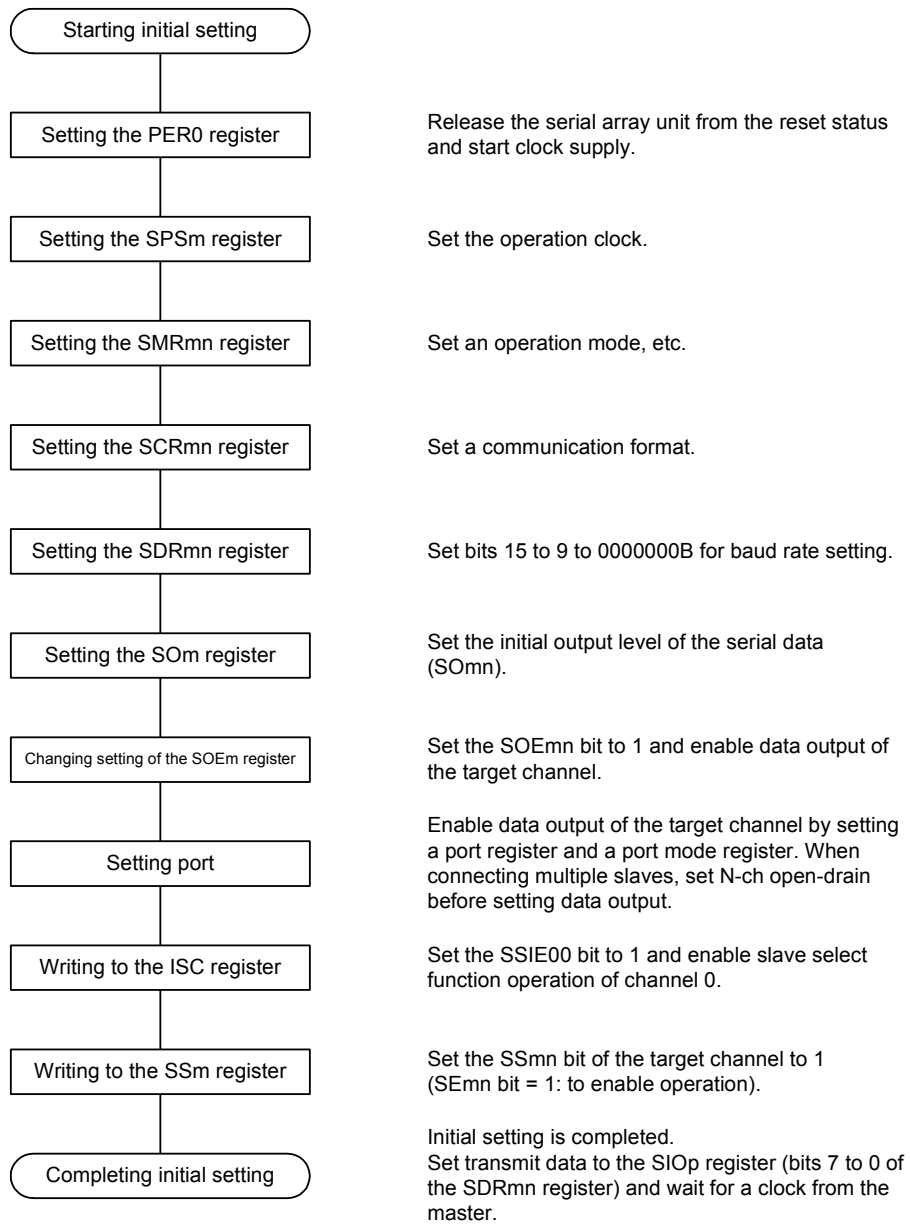 Starting initial setting
Setting the PER0 register
Release the serial array unit from the reset status
and start clock supply.
Setting the SPSm register
Set the operation clock.
Setting the SMRmn register
Set an operation mode, etc.
Setting the SCRmn register
Set a communication format.
Setting the SDRmn register
Set bits 15 to 9 to 0000000B for baud rate setting.
Setting the SOm register
Set the initial output level of the serial data
(SOmn).
Changing setting of the SOEm register
Set the SOEmn bit to 1 and enable data output of
the target channel.
Setting port
Enable data output of the target channel by setting
a port register and a port mode register. When
connecting multiple slaves, set N-ch open-drain
before setting data output.
Writing to the ISC register
Set the SSIE00 bit to 1 and enable slave select
function operation of channel 0.
Writing to the SSm register
Set the SSmn bit of the target channel to 1
(SEmn bit = 1: to enable operation).
Completing initial setting
Initial setting is completed.
Set transmit data to the SIOp register (bits 7 to 0 of
the SDRmn register) and wait for a clock from the
master.